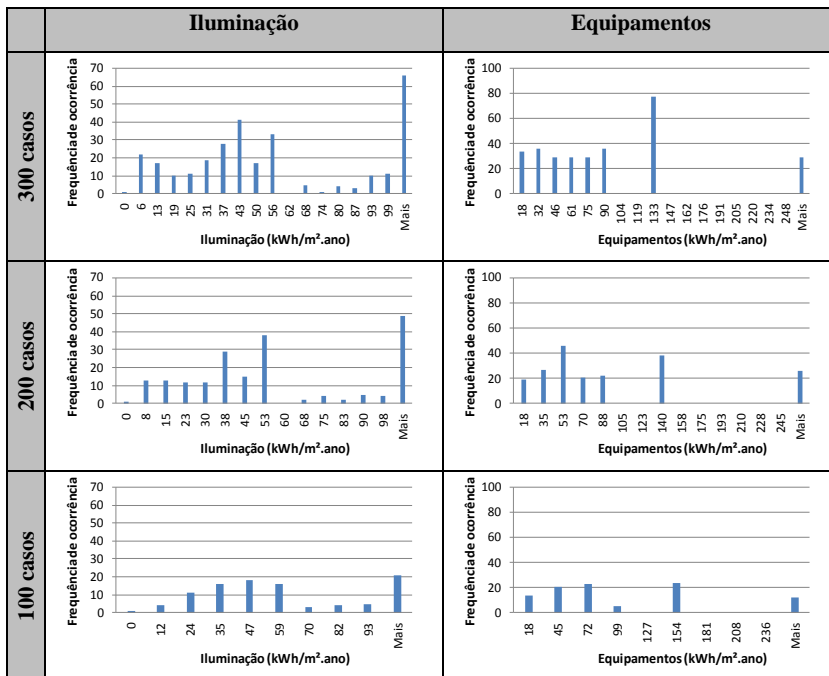 Iluminação Equipamentos
300 casos
70
60
50
40
30
20
10
0
Frequência de ocorrência
0 6 13 19 25 31 37 43 50 56 62 68 74 80 87 93 99 Mais
Iluminação (kWh/m².ano)
100
80
60
40
20
0
Frequência de ocorrência
18 32 46 61 75 90 104 119 133 147 162 176 191 205 220 234 248 Mais
Equipamentos (kWh/m².ano)
200 casos
70
60
50
40
30
20
10
0
Frequência de ocorrência
0 8 15 23 30 38 45 53 60 68 75 83 90 98 Mais
Iluminação (kWh/m².ano)
100
80
60
40
20
0
Frequência de ocorrência
18 35 53 70 88 105 123 140 158 175 193 210 228 245 Mais
Equipamentos (kWh/m².ano)
100 casos
70
60
50
40
30
20
10
0
Frequência de ocorrência
0 12 24 35 47 59 70 82 93 Mais
Iluminação (kWh/m².ano)
100
80
60
40
20
0
Frequência de ocorrência
18 45 72 99 127 154 181 208 236 Mais
Equipamentos (kWh/m².ano)